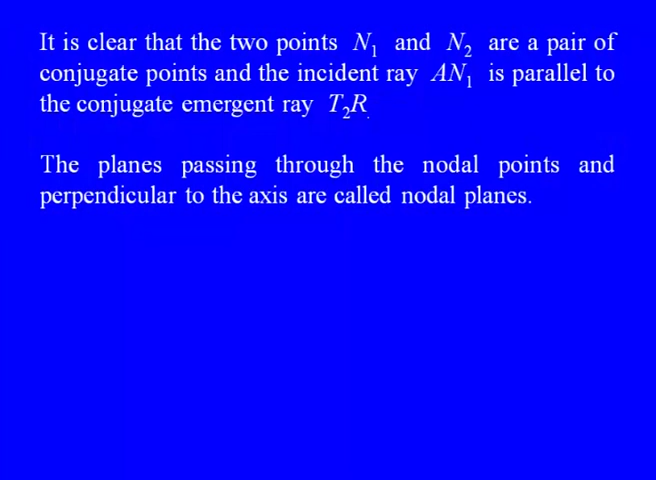 It is clear that the two points N₁ and N₂ are a pair of
conjugate points and the incident ray AN₁ is parallel to
the conjugate emergent ray T₂R.
The planes passing through the nodal points and
perpendicular to the axis are called nodal planes.